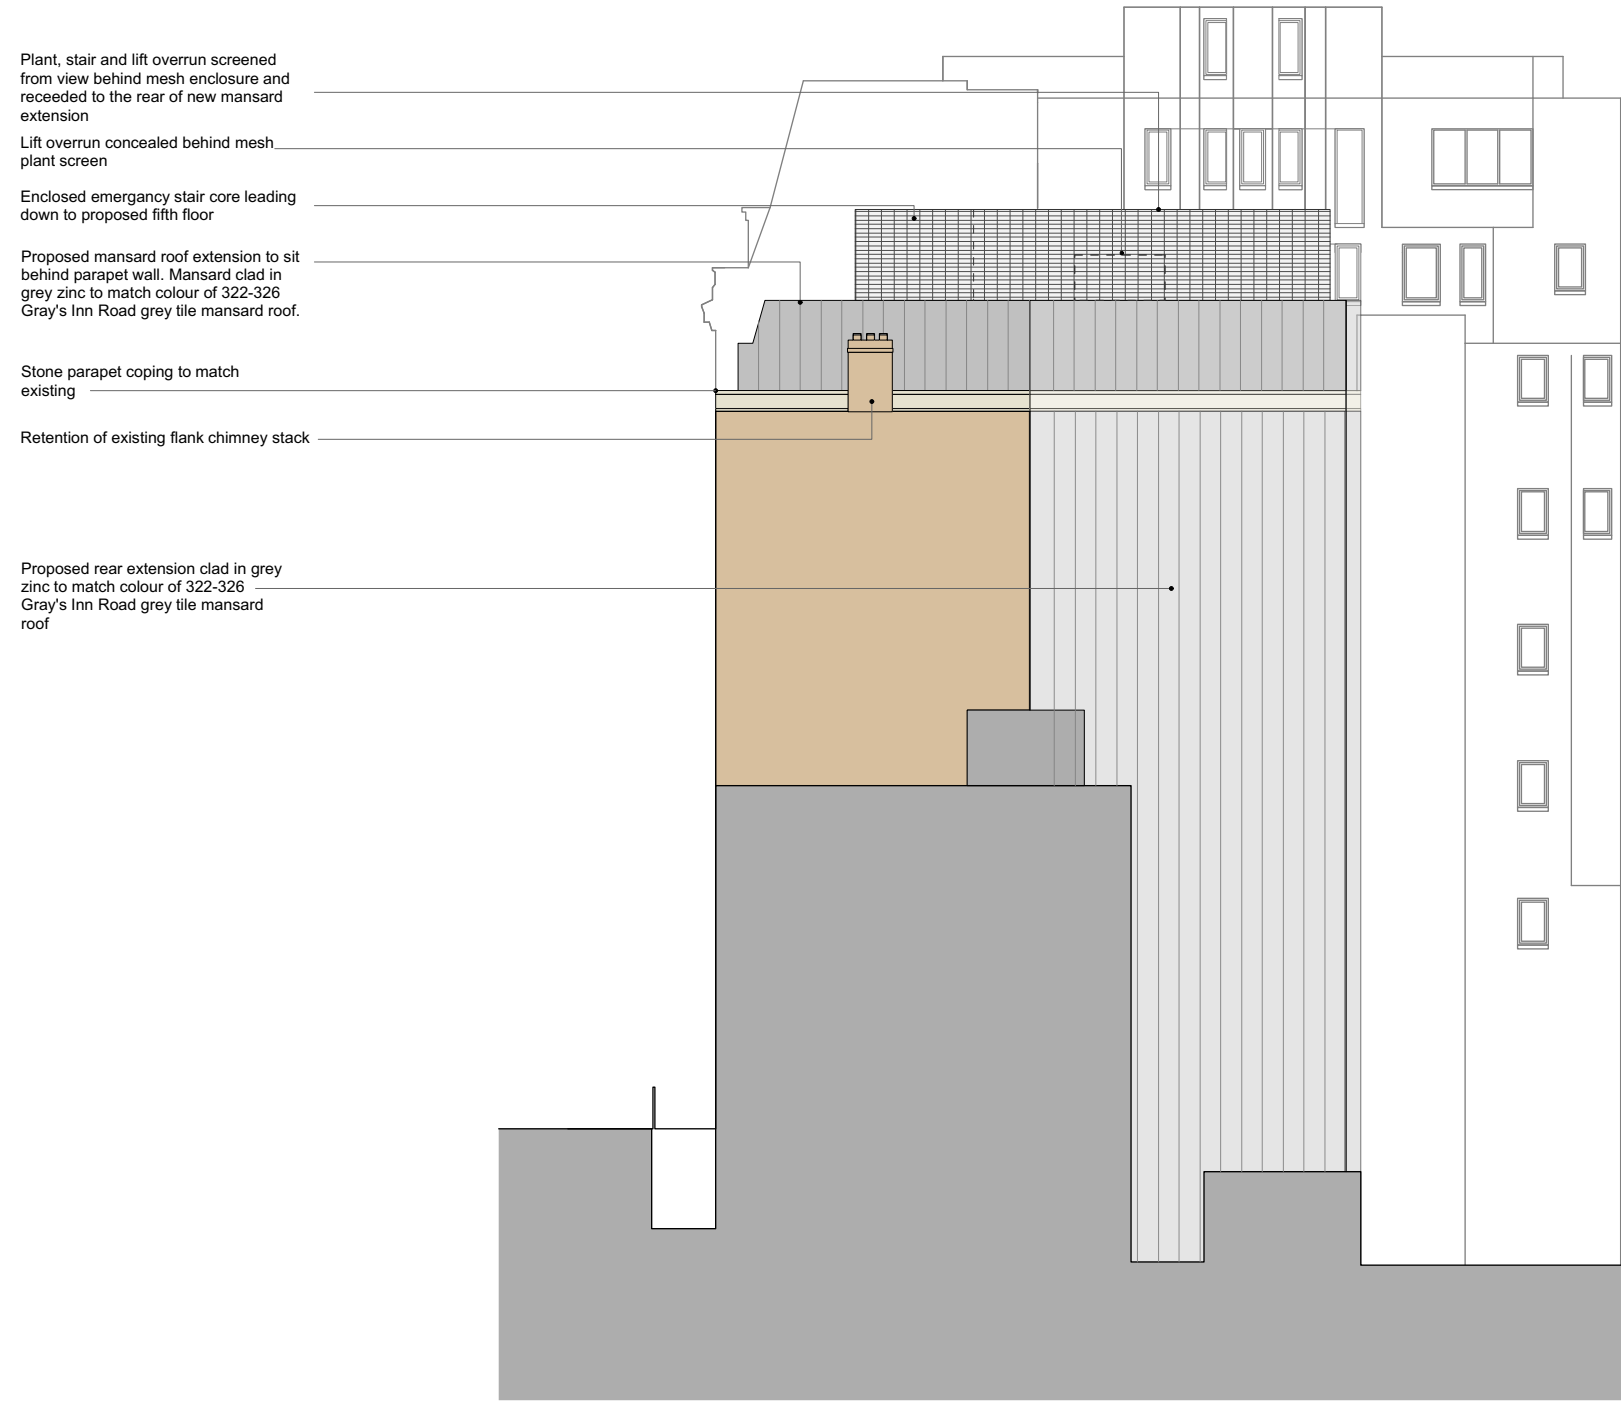 Plant, stair and lift overrun screened
from view behind mesh enclosure and
receeded to the rear of new mansard
extension
Lift overrun concealed behind mesh
plant screen
Enclosed emergancy stair core leading
down to proposed fifth floor
Proposed mansard roof extension to sit
behind parapet wall. Mansard clad in
grey zinc to match colour of 322-326
Gray's Inn Road grey tile mansard roof.
Stone parapet coping to match
existing
Retention of existing flank chimney stack
Proposed rear extension clad in grey
zinc to match colour of 322-326
Gray's Inn Road grey tile mansard
roof